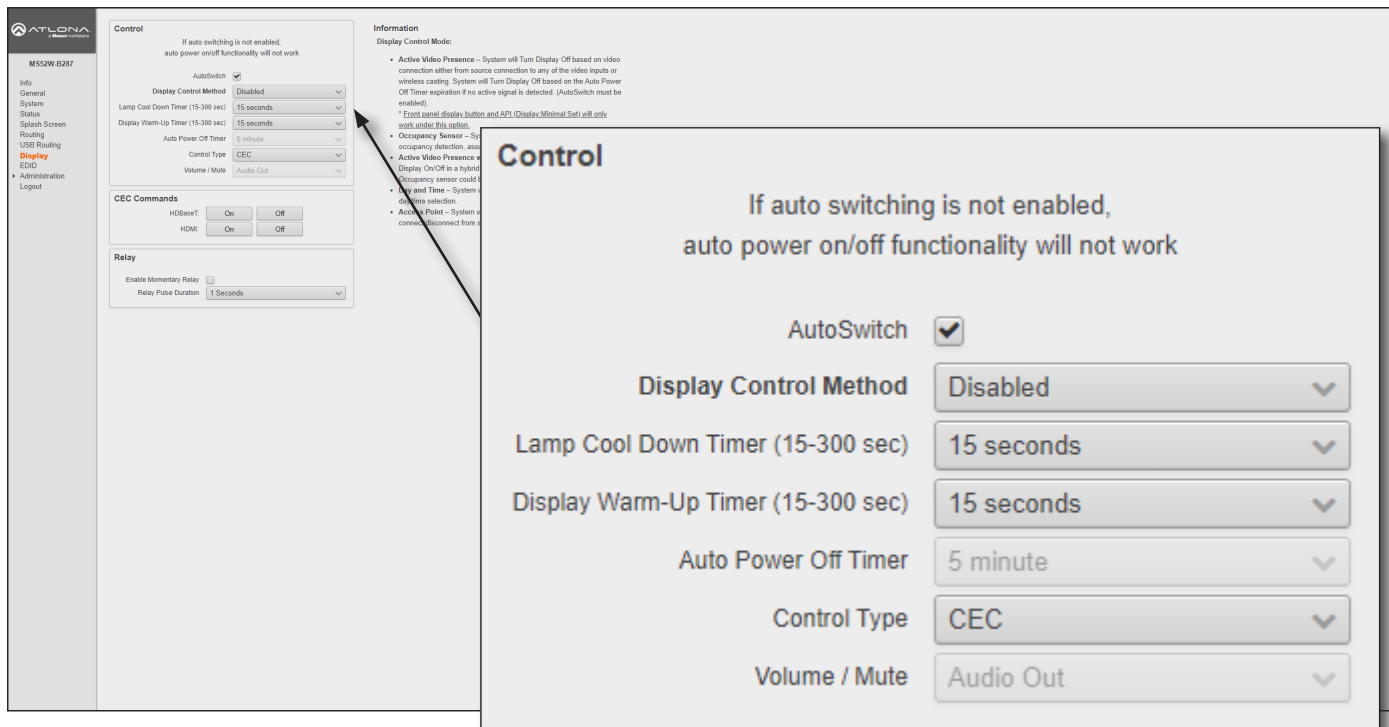 ATLONA
a Panduit company
MS52W-B287
Info
General
System
Status
Splash Screen
Routing
USB Routing
Display
EDID
Administration
Logout
Control
If auto switching is not enabled,
auto power on/off functionality will not work
AutoSwitch
Display Control Method Disabled
Lamp Cool Down Timer (15-300 sec) 15 seconds
Display Warm-Up Timer (15-300 sec) 15 seconds
Auto Power Off Timer 5 minute
Control Type CEC
Volume / Mute Audio Out
CEC Commands
HDBaseT: On Off
HDMI: On Off
Relay
Enable Momentary Relay
Relay Pulse Duration 1 Seconds
Information
Display Control Mode:
• Active Video Presence – System will Turn Display Off based on video
connection either from source connection to any of the video inputs or
wireless casting. System will Turn Display Off based on the Auto Power
Off Timer expiration if no active signal is detected. (AutoSwitch must be
enabled).
* Front panel display button and API (Display:Minimal:Set) will only
work under this option.
• Occupancy Sensor – Sy
occupancy detection, ass
• Active Video Presence w
Display On/Off in a hybrid
Occupancy sensor could b
• Day and Time – System
day/time selection.
• Access Point – System w
connect/disconnect from s
Control
If auto switching is not enabled,
auto power on/off functionality will not work
AutoSwitch
Display Control Method Disabled
Lamp Cool Down Timer (15-300 sec) 15 seconds
Display Warm-Up Timer (15-300 sec) 15 seconds
Auto Power Off Timer 5 minute
Control Type CEC
Volume / Mute Audio Out